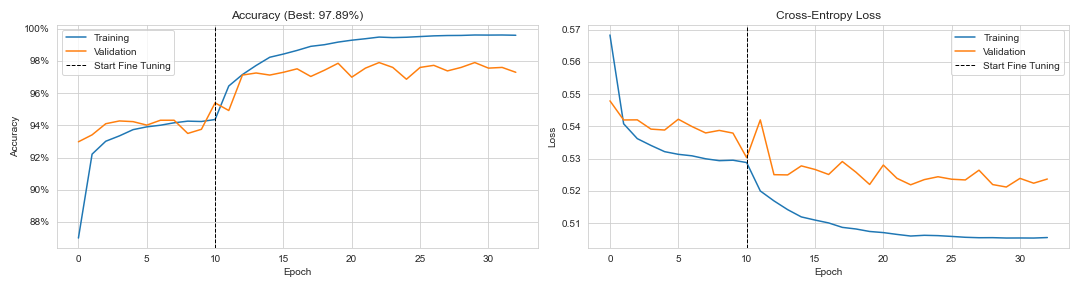 Accuracy (Best: 97.89%)
100%
98%
96%
94%
92%
90%
88%
Accuracy
Training
Validation
Start Fine Tuning
0 5 10 15 20 25 30
Epoch
Cross-Entropy Loss
0.57
0.56
0.55
0.54
0.53
0.52
0.51
Loss
Training
Validation
Start Fine Tuning
0 5 10 15 20 25 30
Epoch